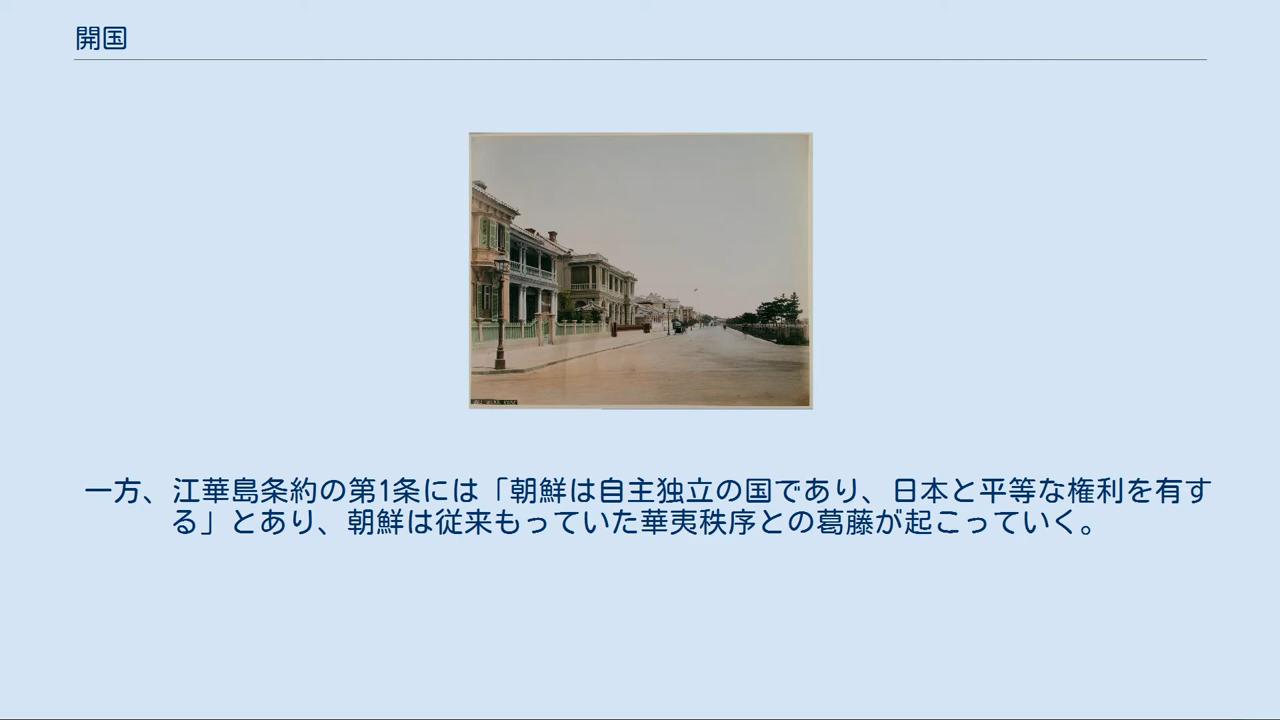 開国
一方、江華島条約の第1条には「朝鮮は自主独立の国であり、日本と平等な権利を有す
る」とあり、朝鮮は従来もっていた華夷秩序との葛藤が起こっていく。